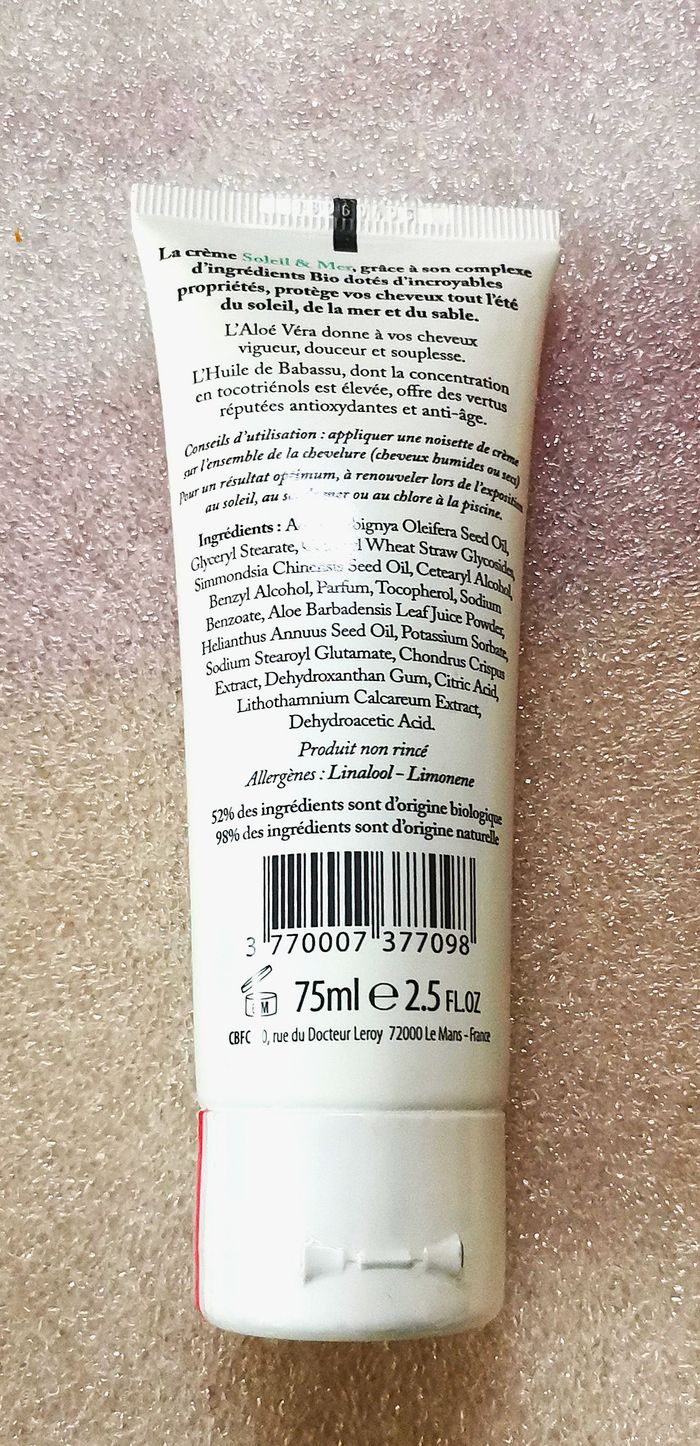 La crème Soleil & Mer, grâce à son complexe
d'ingrédients Bio dotés d'incroyables
propriétés, protège vos cheveux tout l'été
du soleil, de la mer et du sable.
L'Aloé Véra donne à vos cheveux
vigueur, douceur et souplesse.
L'Huile de Babassu, dont la concentration
en tocotriénols est élevée, offre des vertus
réputées antioxydantes et anti-âge.
Conseils d'utilisation : appliquer une noisette de crème
sur l'ensemble de la chevelure (cheveux humides ou secs)
Pour un résultat optimum, à renouveler lors de l'exposition
au soleil, au mer ou au chlore à la piscine.
Ingrédients : Oleifera Seed Oil,
Glyceryl Stearate, Wheat Straw Glycosides,
Simmondsia Chinensis Seed Oil, Cetearyl Alcohol,
Benzyl Alcohol, Parfum, Tocopherol, Sodium
Benzoate, Aloe Barbadensis Leaf Juice Powder,
Helianthus Annuus Seed Oil, Potassium Sorbate,
Sodium Stearoyl Glutamate, Chondrus Crispus
Extract, Dehydroxanthan Gum, Citric Acid,
Lithothamnium Calcareum Extract,
Dehydroacetic Acid.
Produit non rincé
Allergènes : Linalool – Limonene
52% des ingrédients sont d'origine biologique
98% des ingrédients sont d'origine naturelle
3 770007 377098
75ml e 2.5 FL.OZ
CBFC rue du Docteur Leroy 72000 Le Mans - France